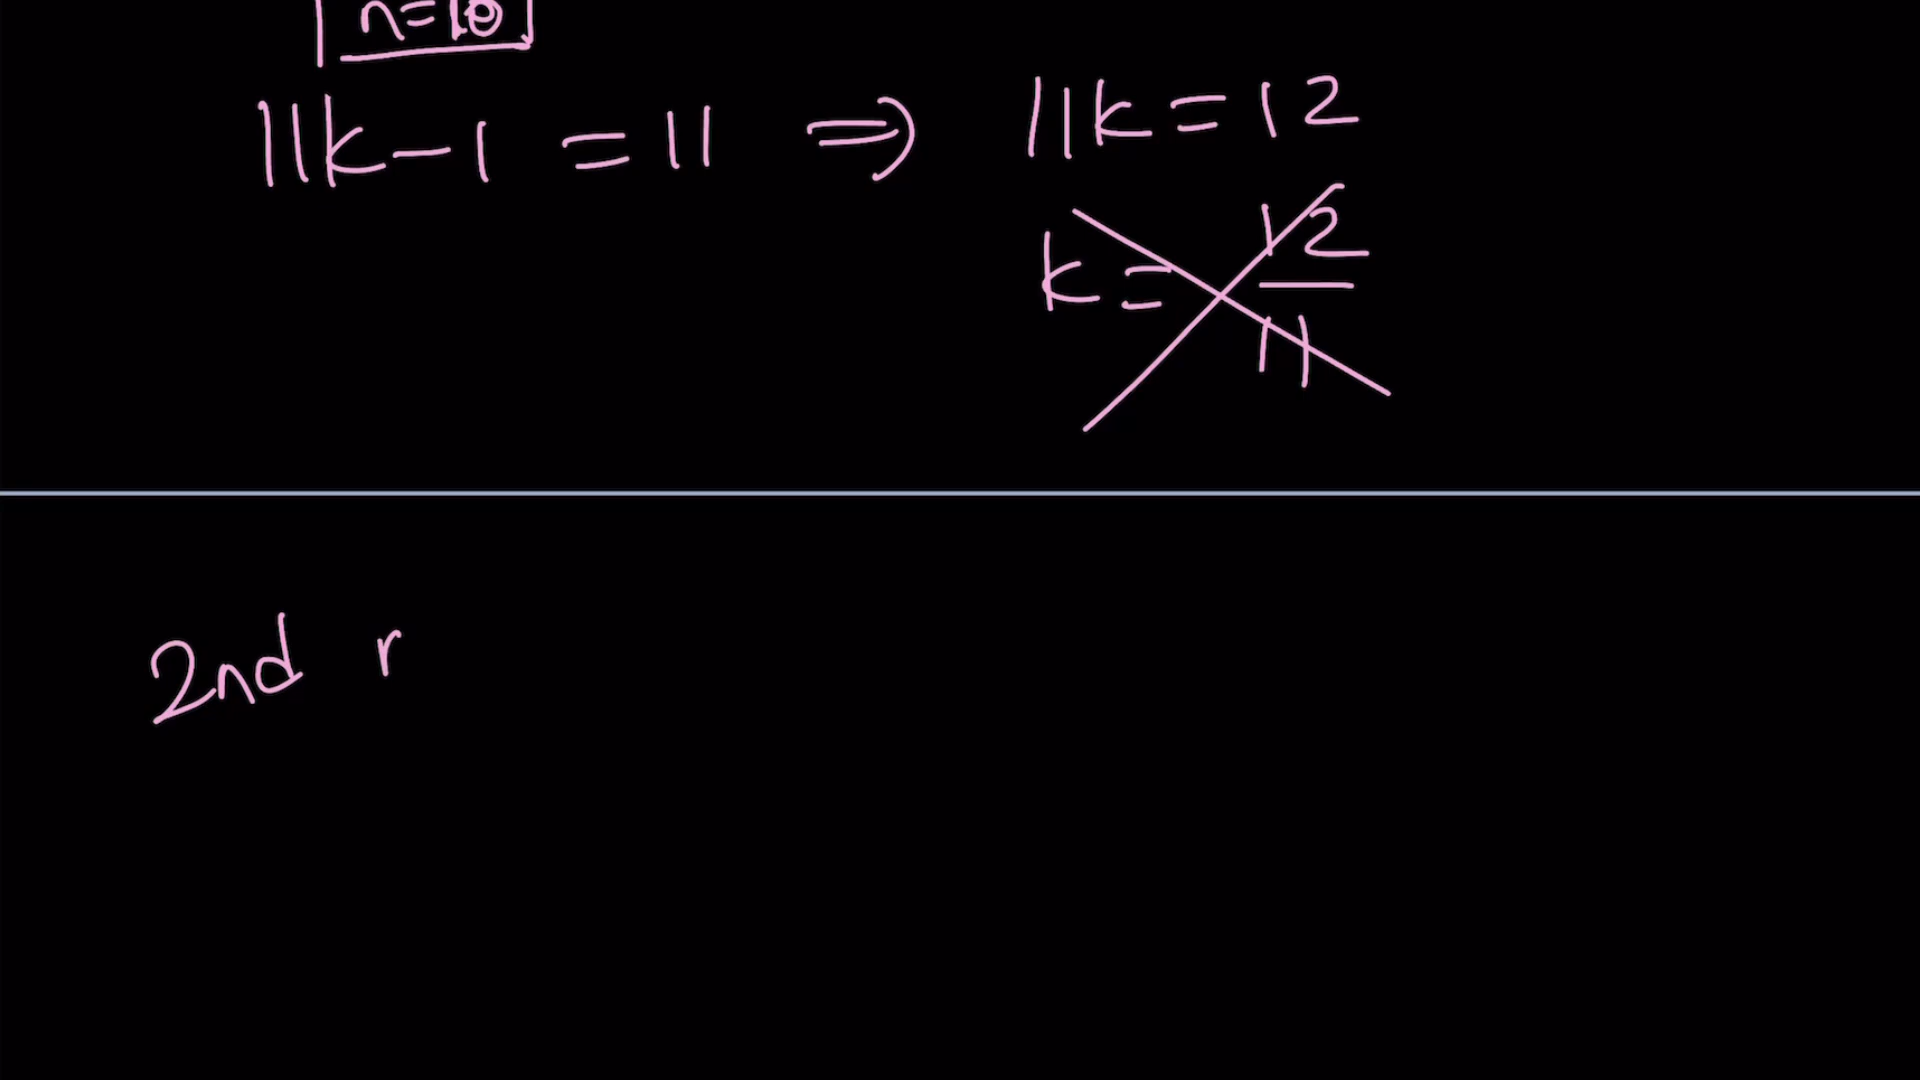 n=10
11k-1 = 11 ⇒ 11k = 12
k = 12/11
2nd r